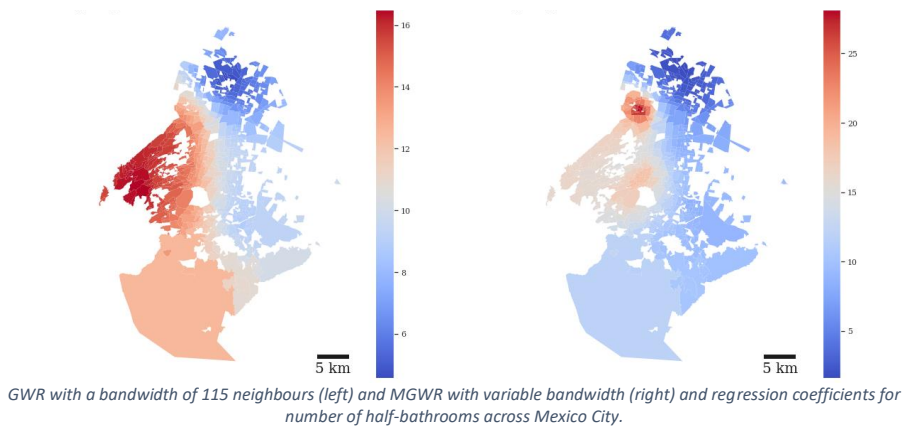 16
14
12
10
8
6
5 km
25
20
15
10
5
5 km
GWR with a bandwidth of 115 neighbours (left) and MGWR with variable bandwidth (right) and regression coefficients for
number of half-bathrooms across Mexico City.